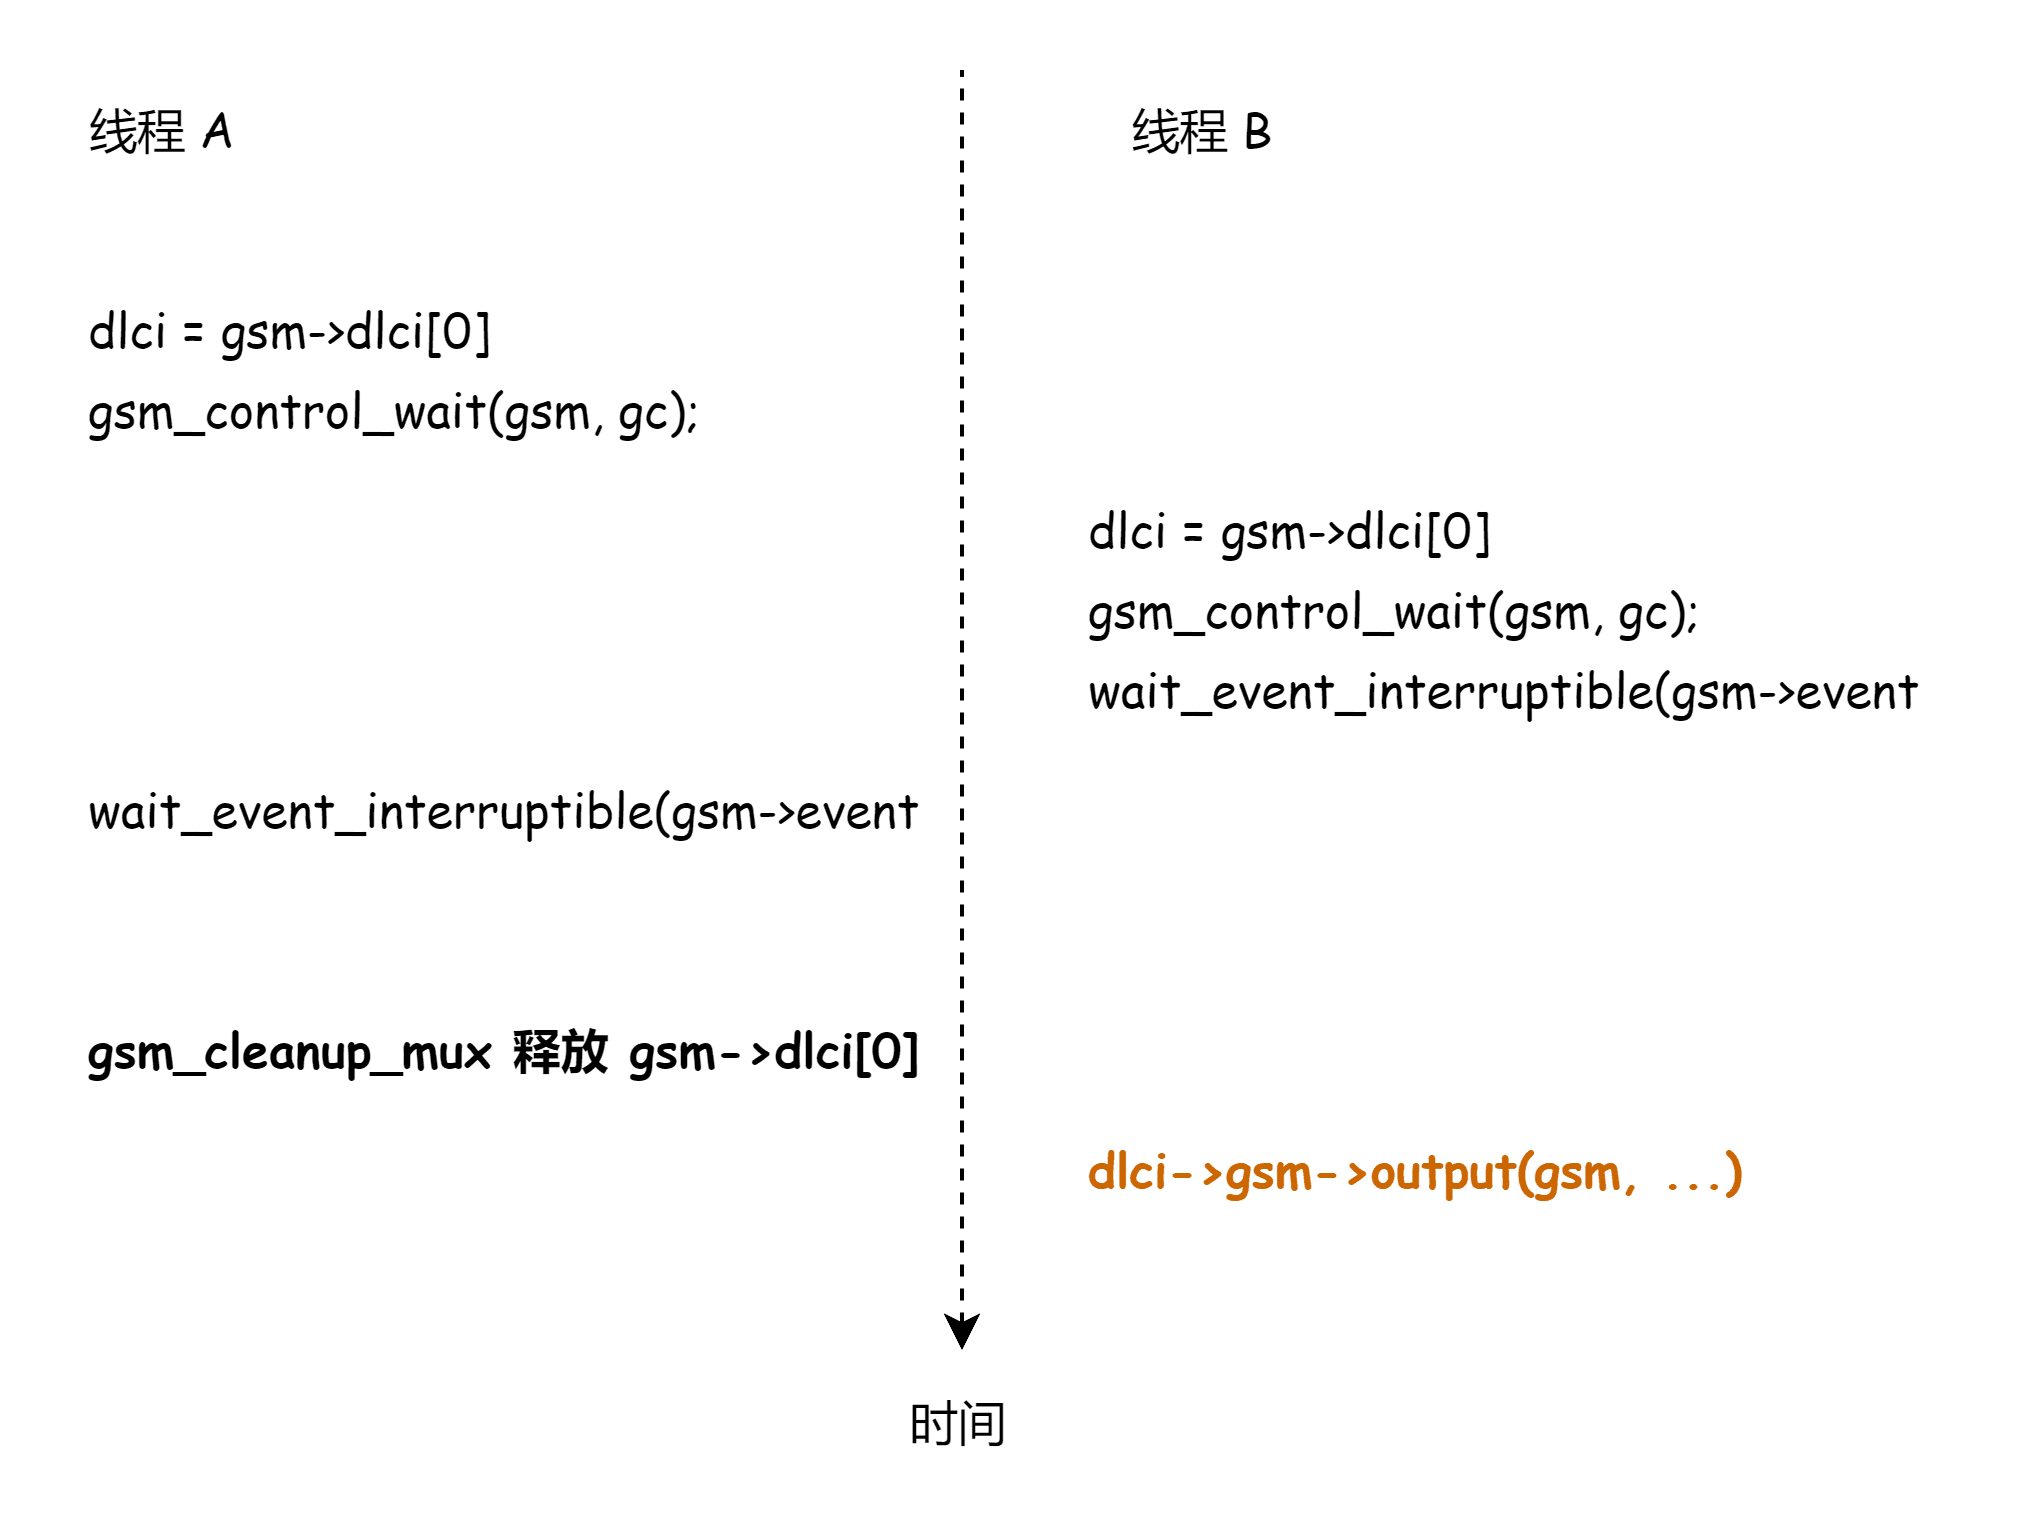 线程 A
线程 B
dlci = gsm->dlci[0]
gsm_control_wait(gsm, gc);
dlci = gsm->dlci[0]
gsm_control_wait(gsm, gc);
wait_event_interruptible(gsm->event
wait_event_interruptible(gsm->event
gsm_cleanup_mux 释放 gsm->dlci[0]
dlci->gsm->output(gsm, ...)
时间